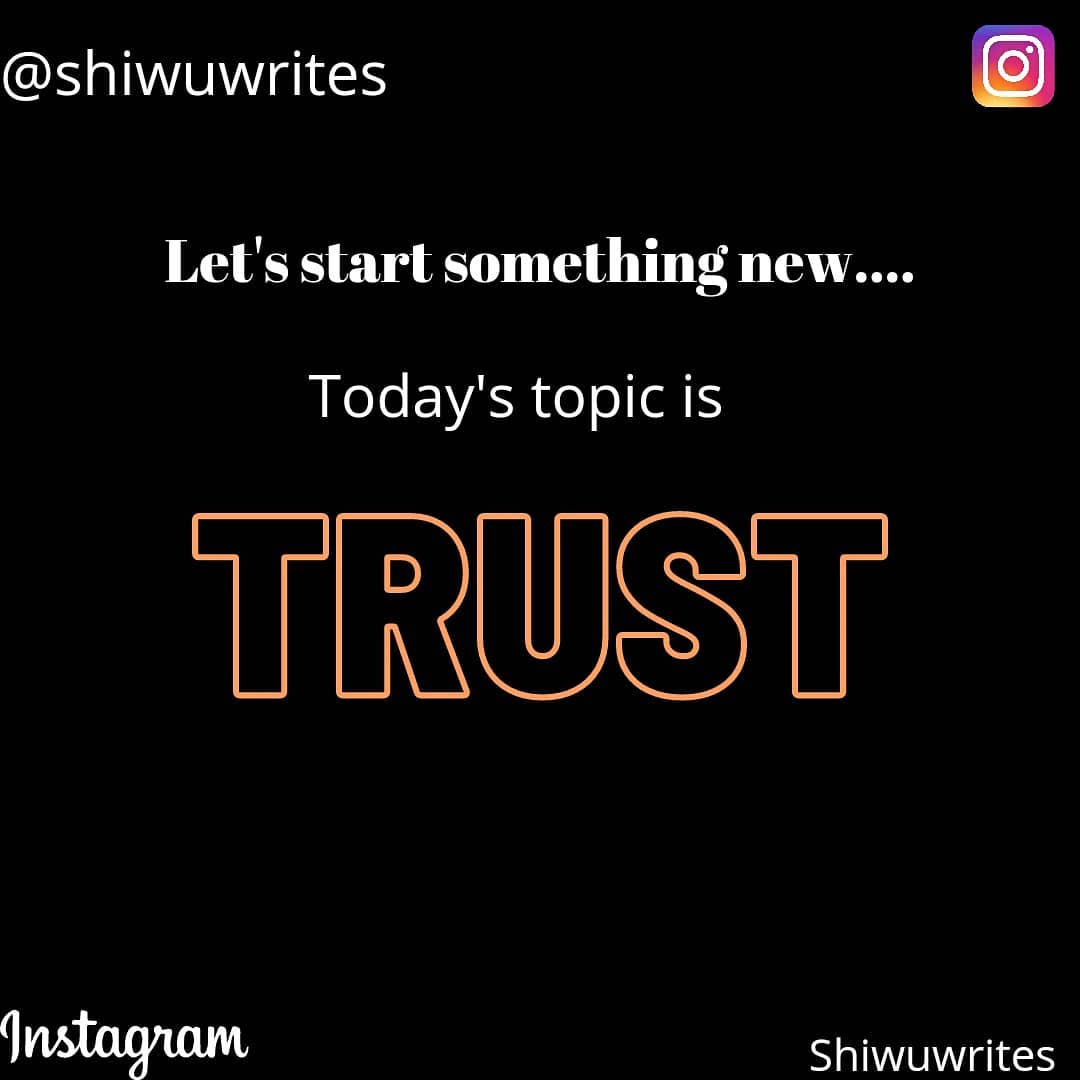 @shiwuwrites
Let's start something new....
Today's topic is
TRUST
Instagram
Shiwuwrites